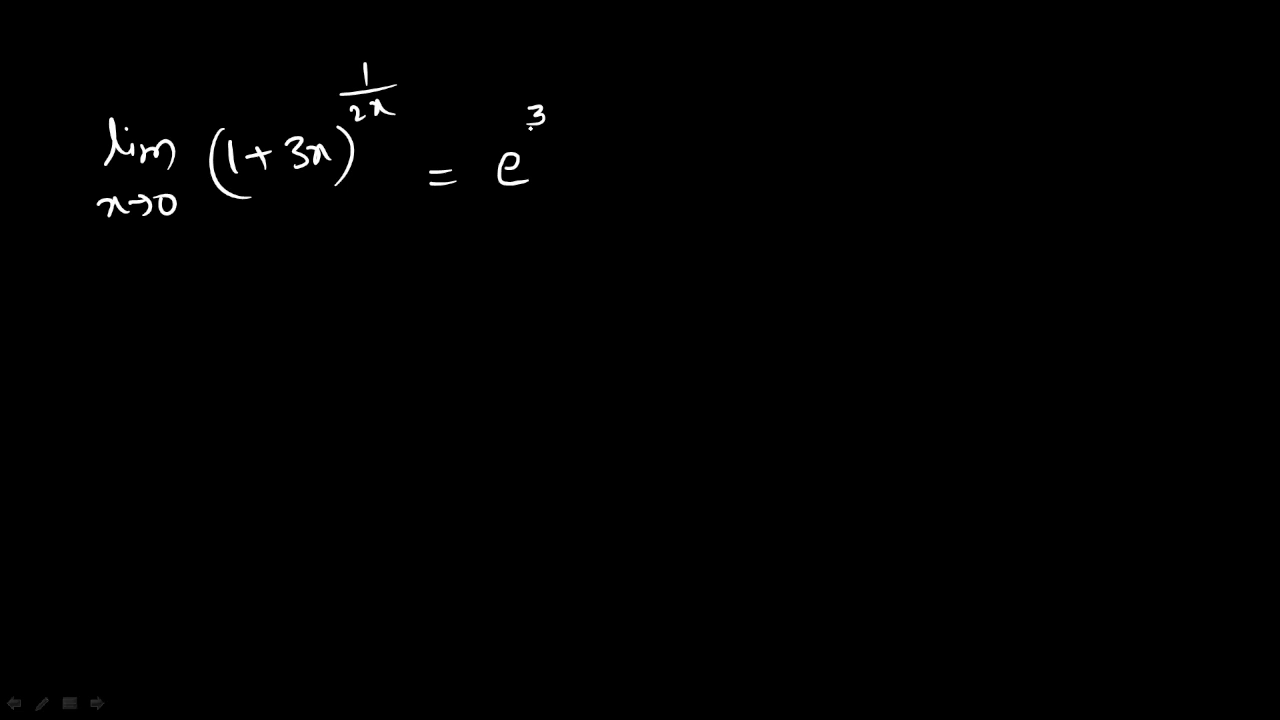 lim x→0 (1+3x)^(1/2x) = e^3